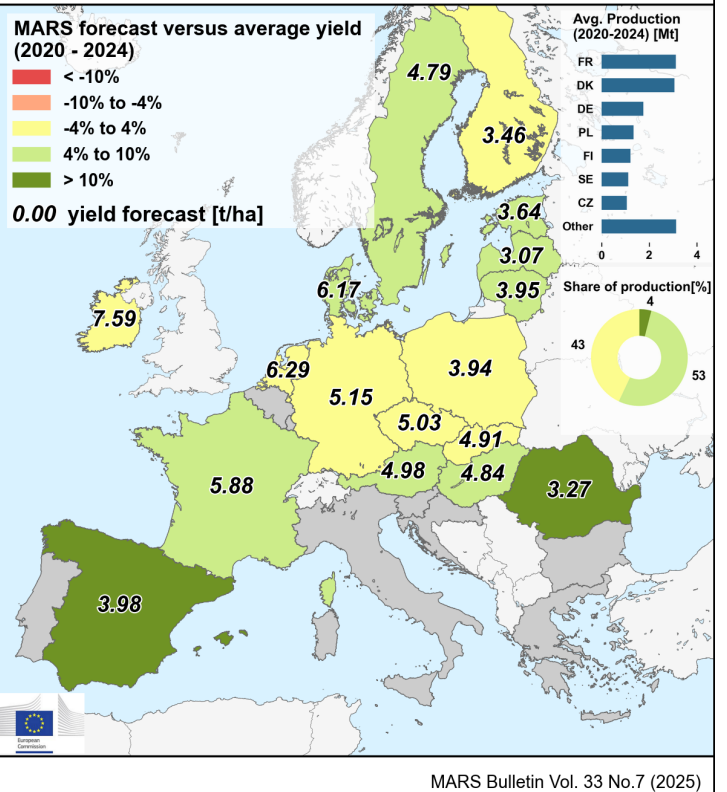 MARS forecast versus average yield
(2020 - 2024)
< -10%
-10% to -4%
-4% to 4%
4% to 10%
> 10%
0.00 yield forecast [t/ha]
Avg. Production
(2020-2024) [Mt]
FR
DK
DE
PL
FI
SE
CZ
Other
0 2 4
Share of production[%]
4
43
53
4.79
3.46
3.64
3.07
3.95
6.17
7.59
6.29
5.15
3.94
5.03
4.91
4.98
4.84
5.88
3.27
3.98
European
Commission
MARS Bulletin Vol. 33 No.7 (2025)